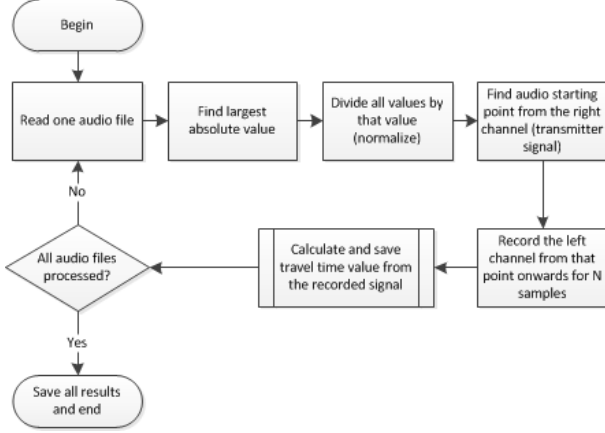 Begin
Read one audio file
Find largest
absolute value
Divide all values by
that value
(normalize)
Find audio starting
point from the right
channel (transmitter
signal)
Record the left
channel from that
point onwards for N
samples
Calculate and save
travel time value from
the recorded signal
All audio files
processed?
No
Yes
Save all results
and end